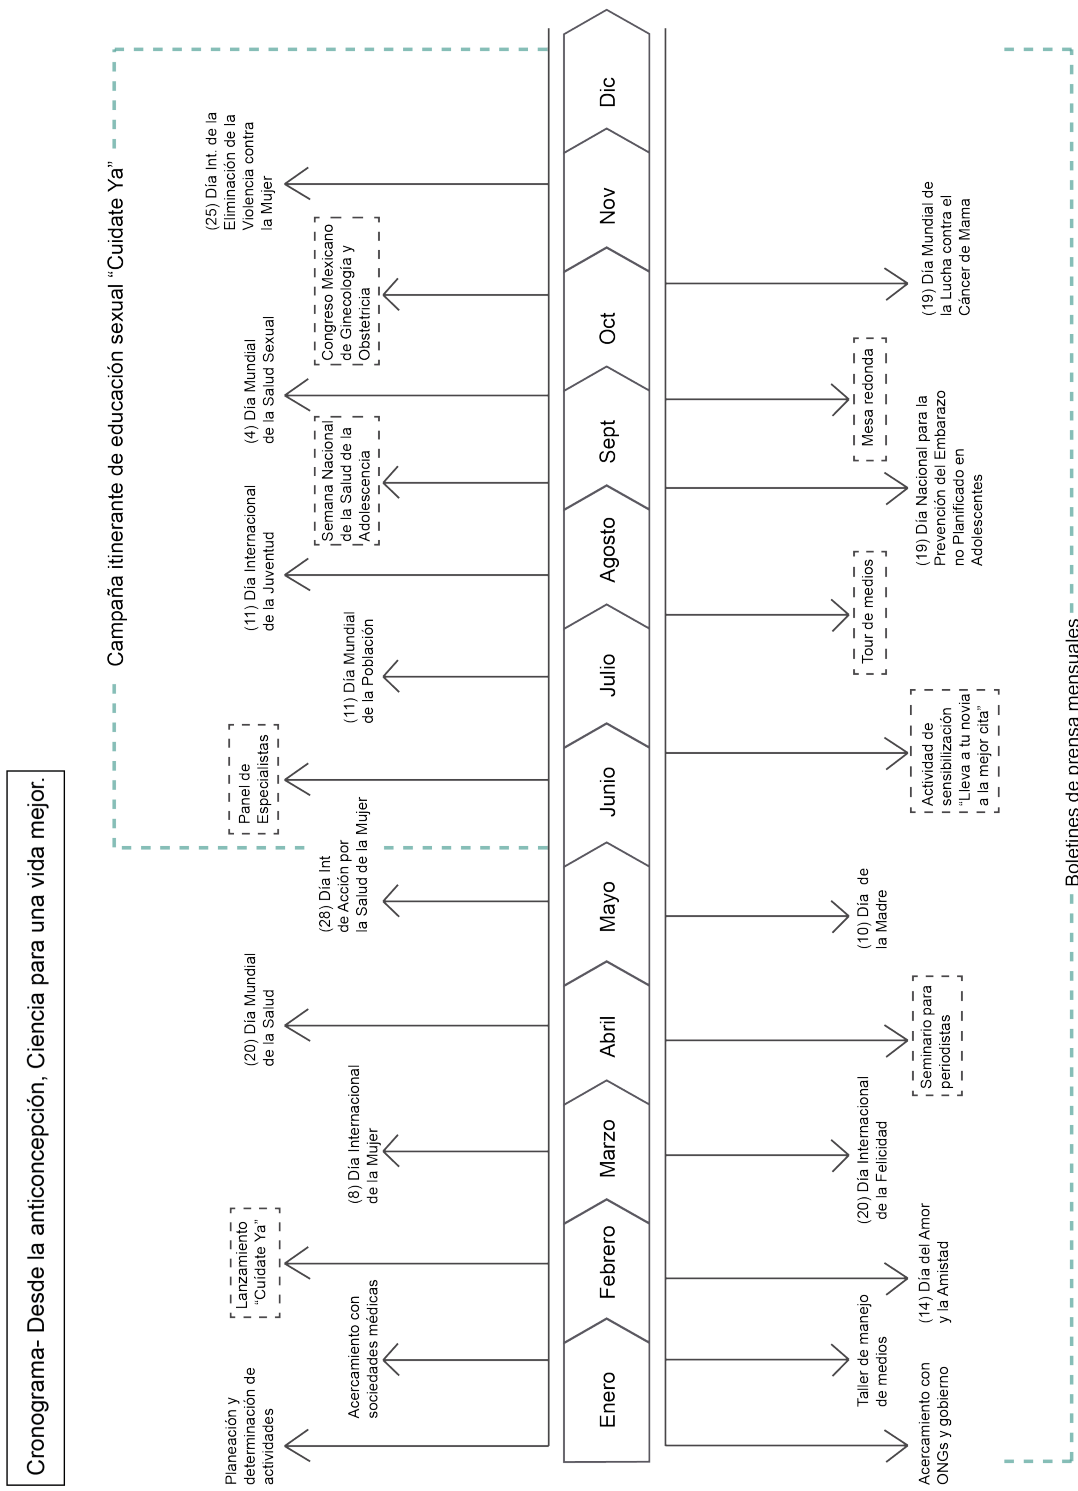 Cronograma- Desde la anticoncepción, Ciencia para una vida mejor.
Campaña itinerante de educación sexual “Cuidate Ya”
Planeación y
determinación de
actividades
Acercamiento con
sociedades médicas
Lanzamiento
“Cuídate Ya”
(8) Día Internacional
de la Mujer
(20) Día Mundial
de la Salud
(28) Día Int
de Acción por
la Salud de la Mujer
Panel de
Especialistas
(11) Día Mundial
de la Población
(11) Día Internacional
de la Juventud
Semana Nacional
de la Salud de la
Adolescencia
(4) Día Mundial
de la Salud Sexual
Congreso Mexicano
de Ginecología y
Obstetricia
(25) Día Int. de la
Eliminación de la
Violencia contra
la Mujer
Enero
Febrero
Marzo
Abril
Mayo
Junio
Julio
Agosto
Sept
Oct
Nov
Dic
Acercamiento con
ONGs y gobierno
Taller de manejo
de medios
(14) Día del Amor
y la Amistad
(20) Día Internacional
de la Felicidad
Seminario para
periodistas
(10) Día de
la Madre
Actividad de
sensibilización
“Lleva a tu novia
a la mejor cita”
Tour de medios
(19) Día Nacional para la
Prevención del Embarazo
no Planificado en
Adolescentes
Mesa redonda
(19) Día Mundial de
la Lucha contra el
Cáncer de Mama
Boletines de prensa mensuales